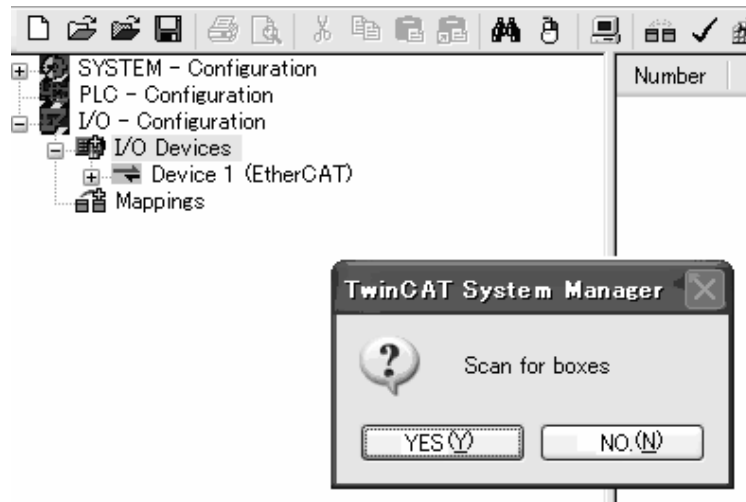 SYSTEM - Configuration
Number
PLC - Configuration
I/O - Configuration
I/O Devices
Device 1 (EtherCAT)
Mappings
TwinCAT System Manager
Scan for boxes
YES(Y)
NO.(N)